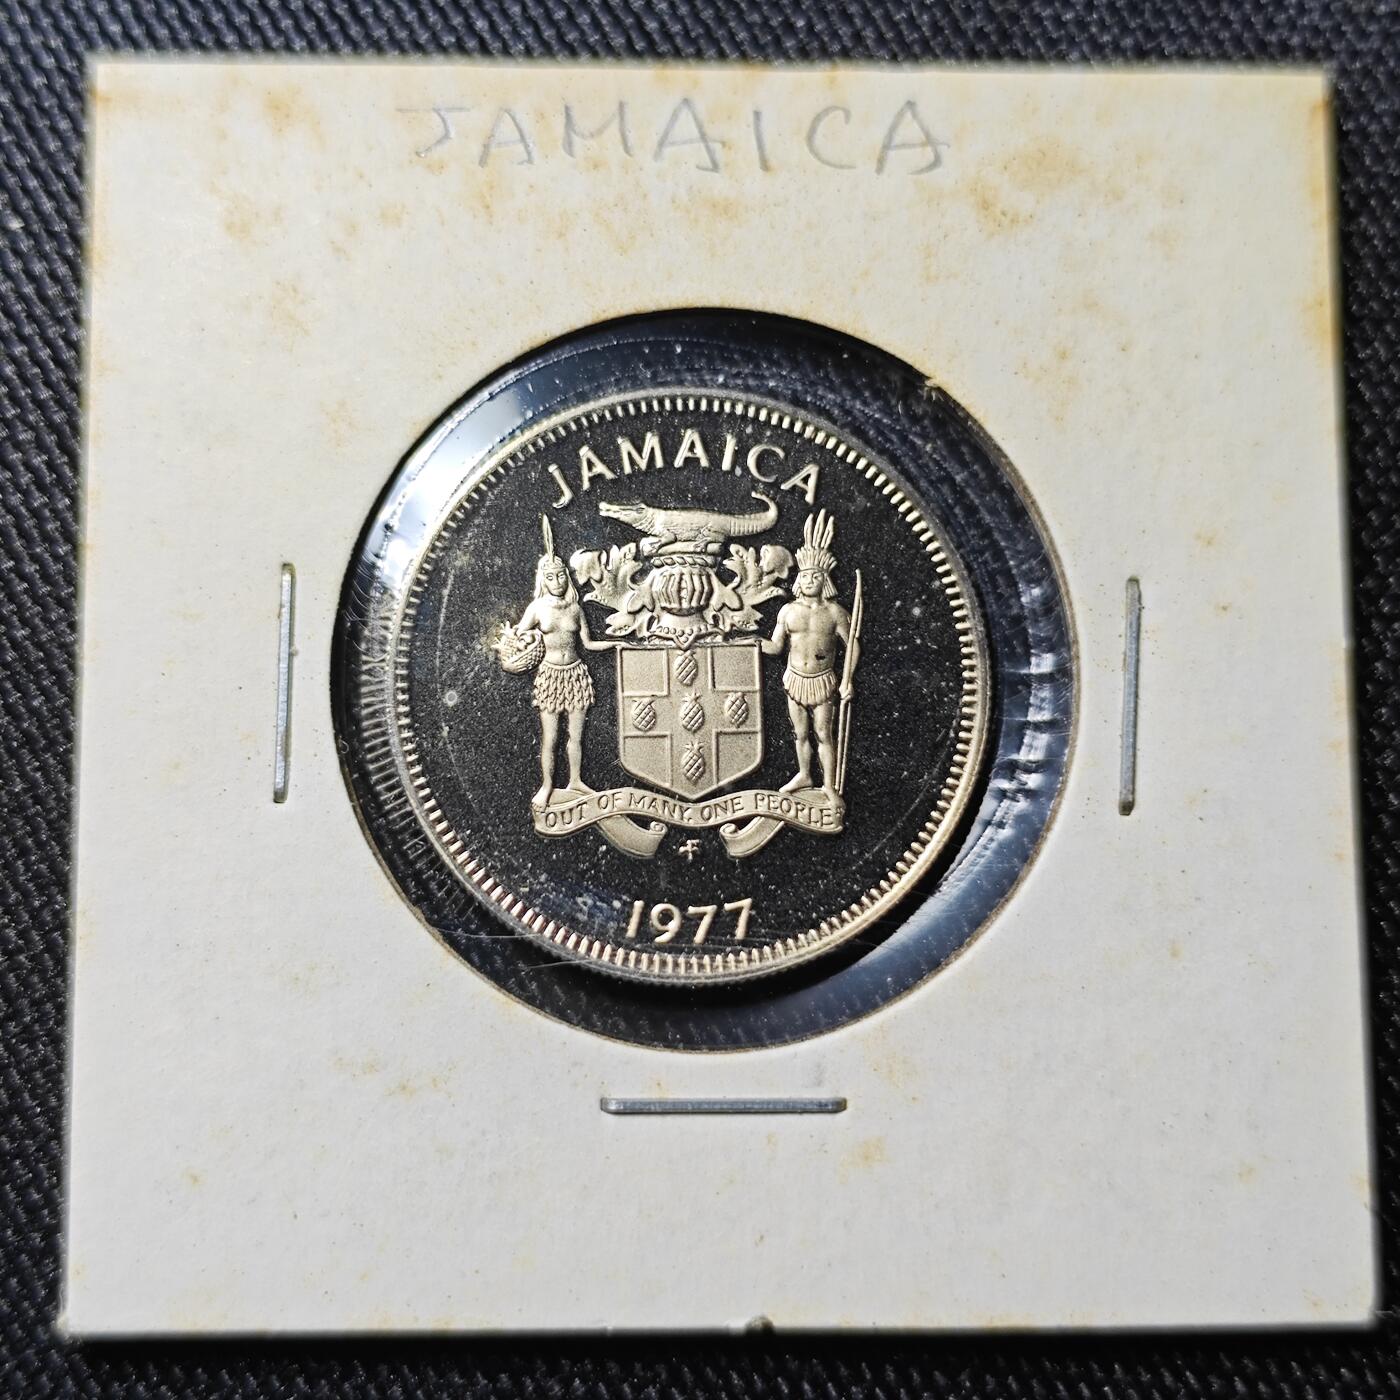 JAMAICA
JAMAICA
OUT OF MANY, ONE PEOPLE
1977